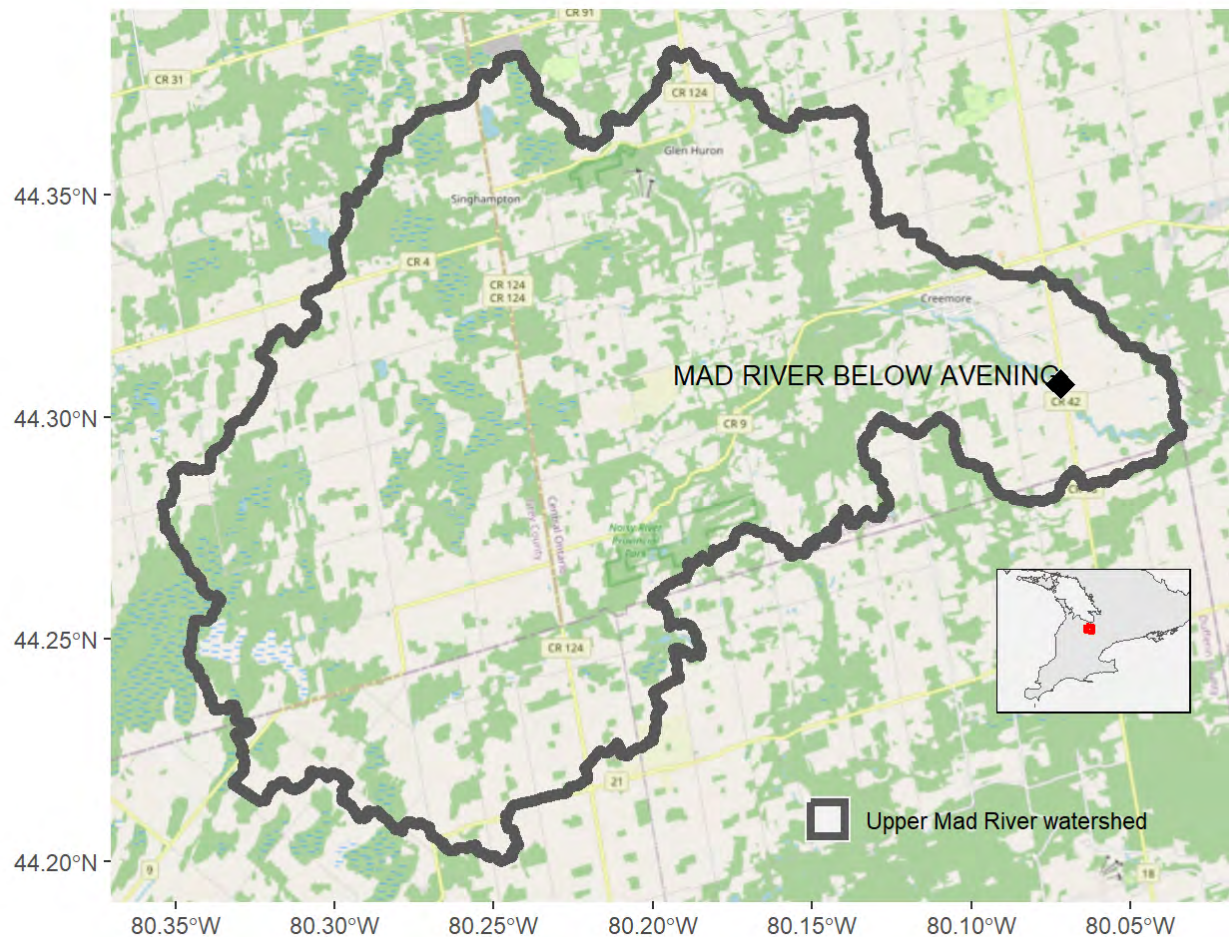 CR 91
CR 31
CR 124
Glen Huron
44.35°N
Singhampton
CR 4
CR 124
CR 124
Creemore
MAD RIVER BELOW AVENING
CR 42
44.30°N
CR 9
Grey County
Central Ontario
Noisy River
Provincial
Park
44.25°N
CR 124
21
Upper Mad River watershed
44.20°N
9
18
80.35°W 80.30°W 80.25°W 80.20°W 80.15°W 80.10°W 80.05°W